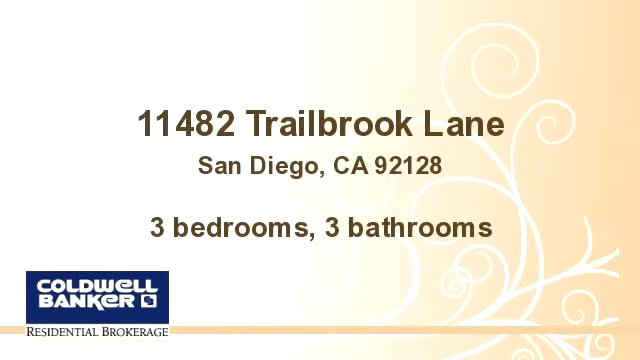 11482 Trailbrook Lane
San Diego, CA 92128
3 bedrooms, 3 bathrooms
COLDWELL
BANKER
RESIDENTIAL BROKERAGE